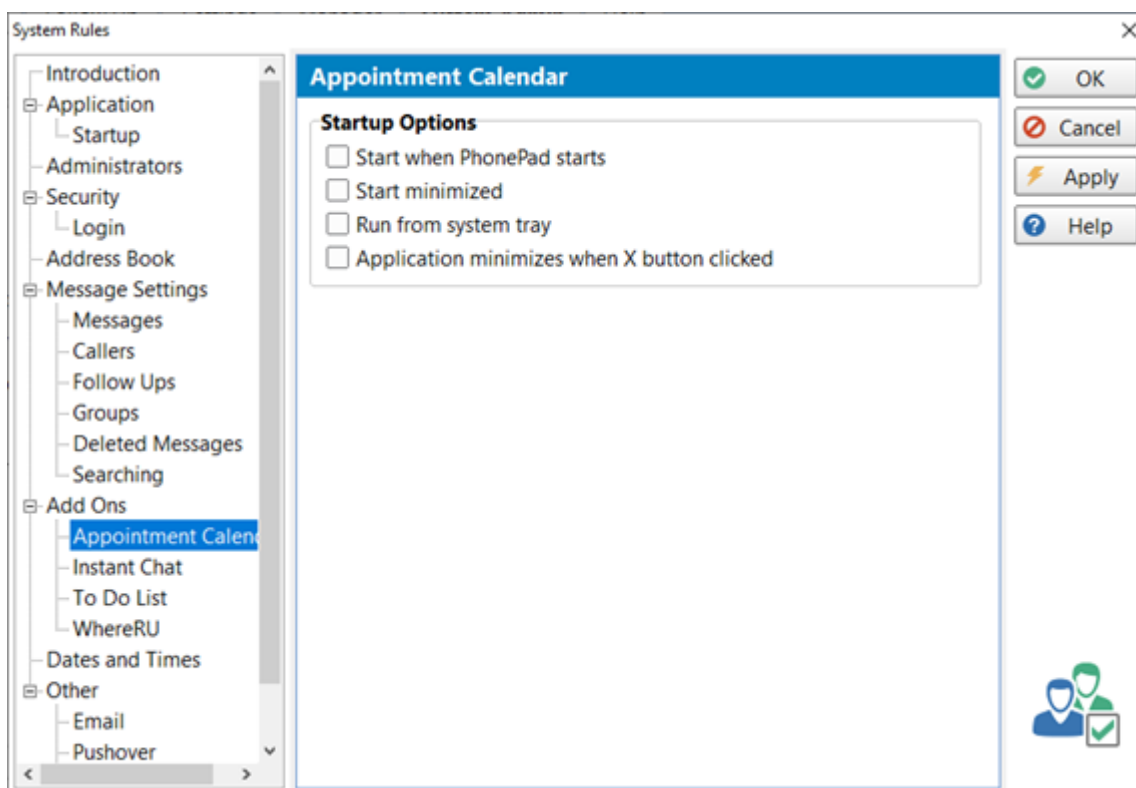 System Rules
Introduction
Application
Startup
Administrators
Security
Login
Address Book
Message Settings
Messages
Callers
Follow Ups
Groups
Deleted Messages
Searching
Add Ons
Appointment Calen
Instant Chat
To Do List
WhereRU
Dates and Times
Other
Email
Pushover
Appointment Calendar
Startup Options
Start when PhonePad starts
Start minimized
Run from system tray
Application minimizes when X button clicked
OK
Cancel
Apply
Help